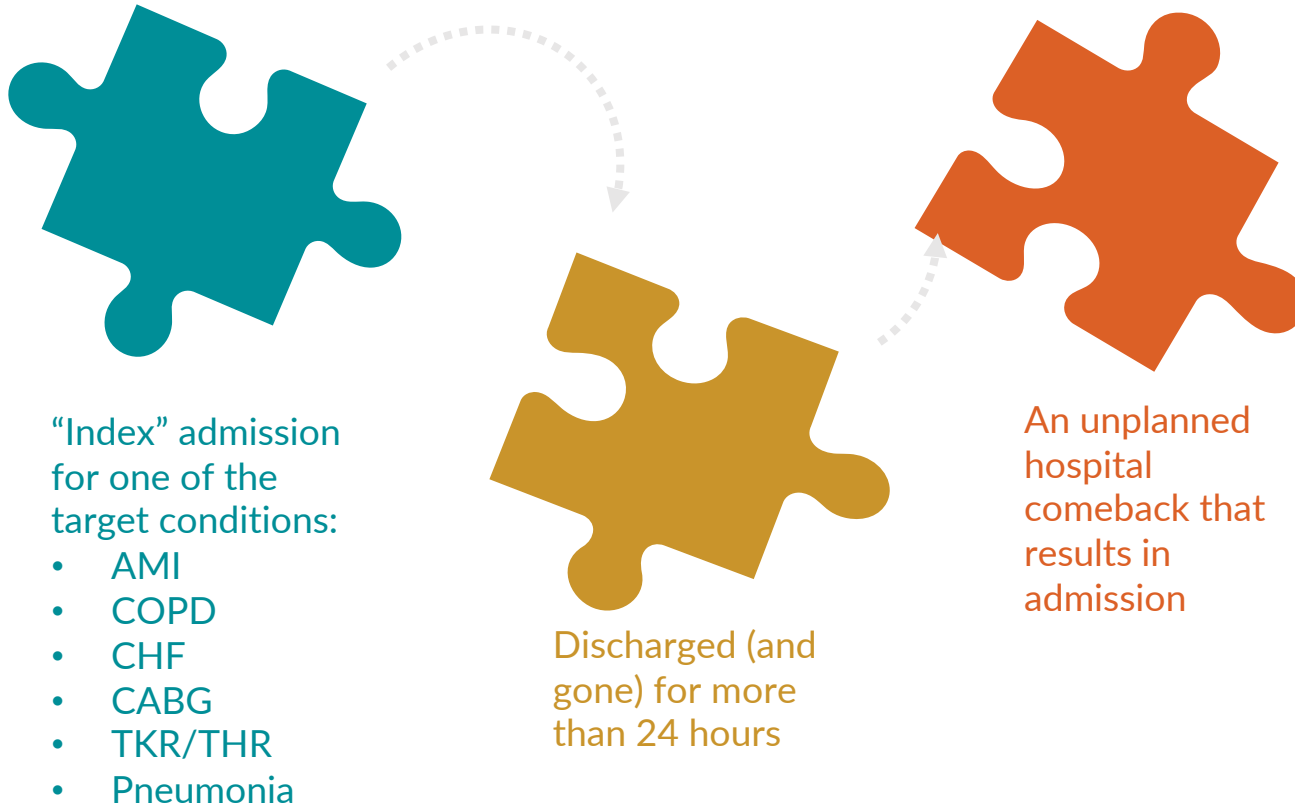 “Index” admission
for one of the
target conditions:
• AMI
• COPD
• CHF
• CABG
• TKR/THR
• Pneumonia
Discharged (and
gone) for more
than 24 hours
An unplanned
hospital
comeback that
results in
admission